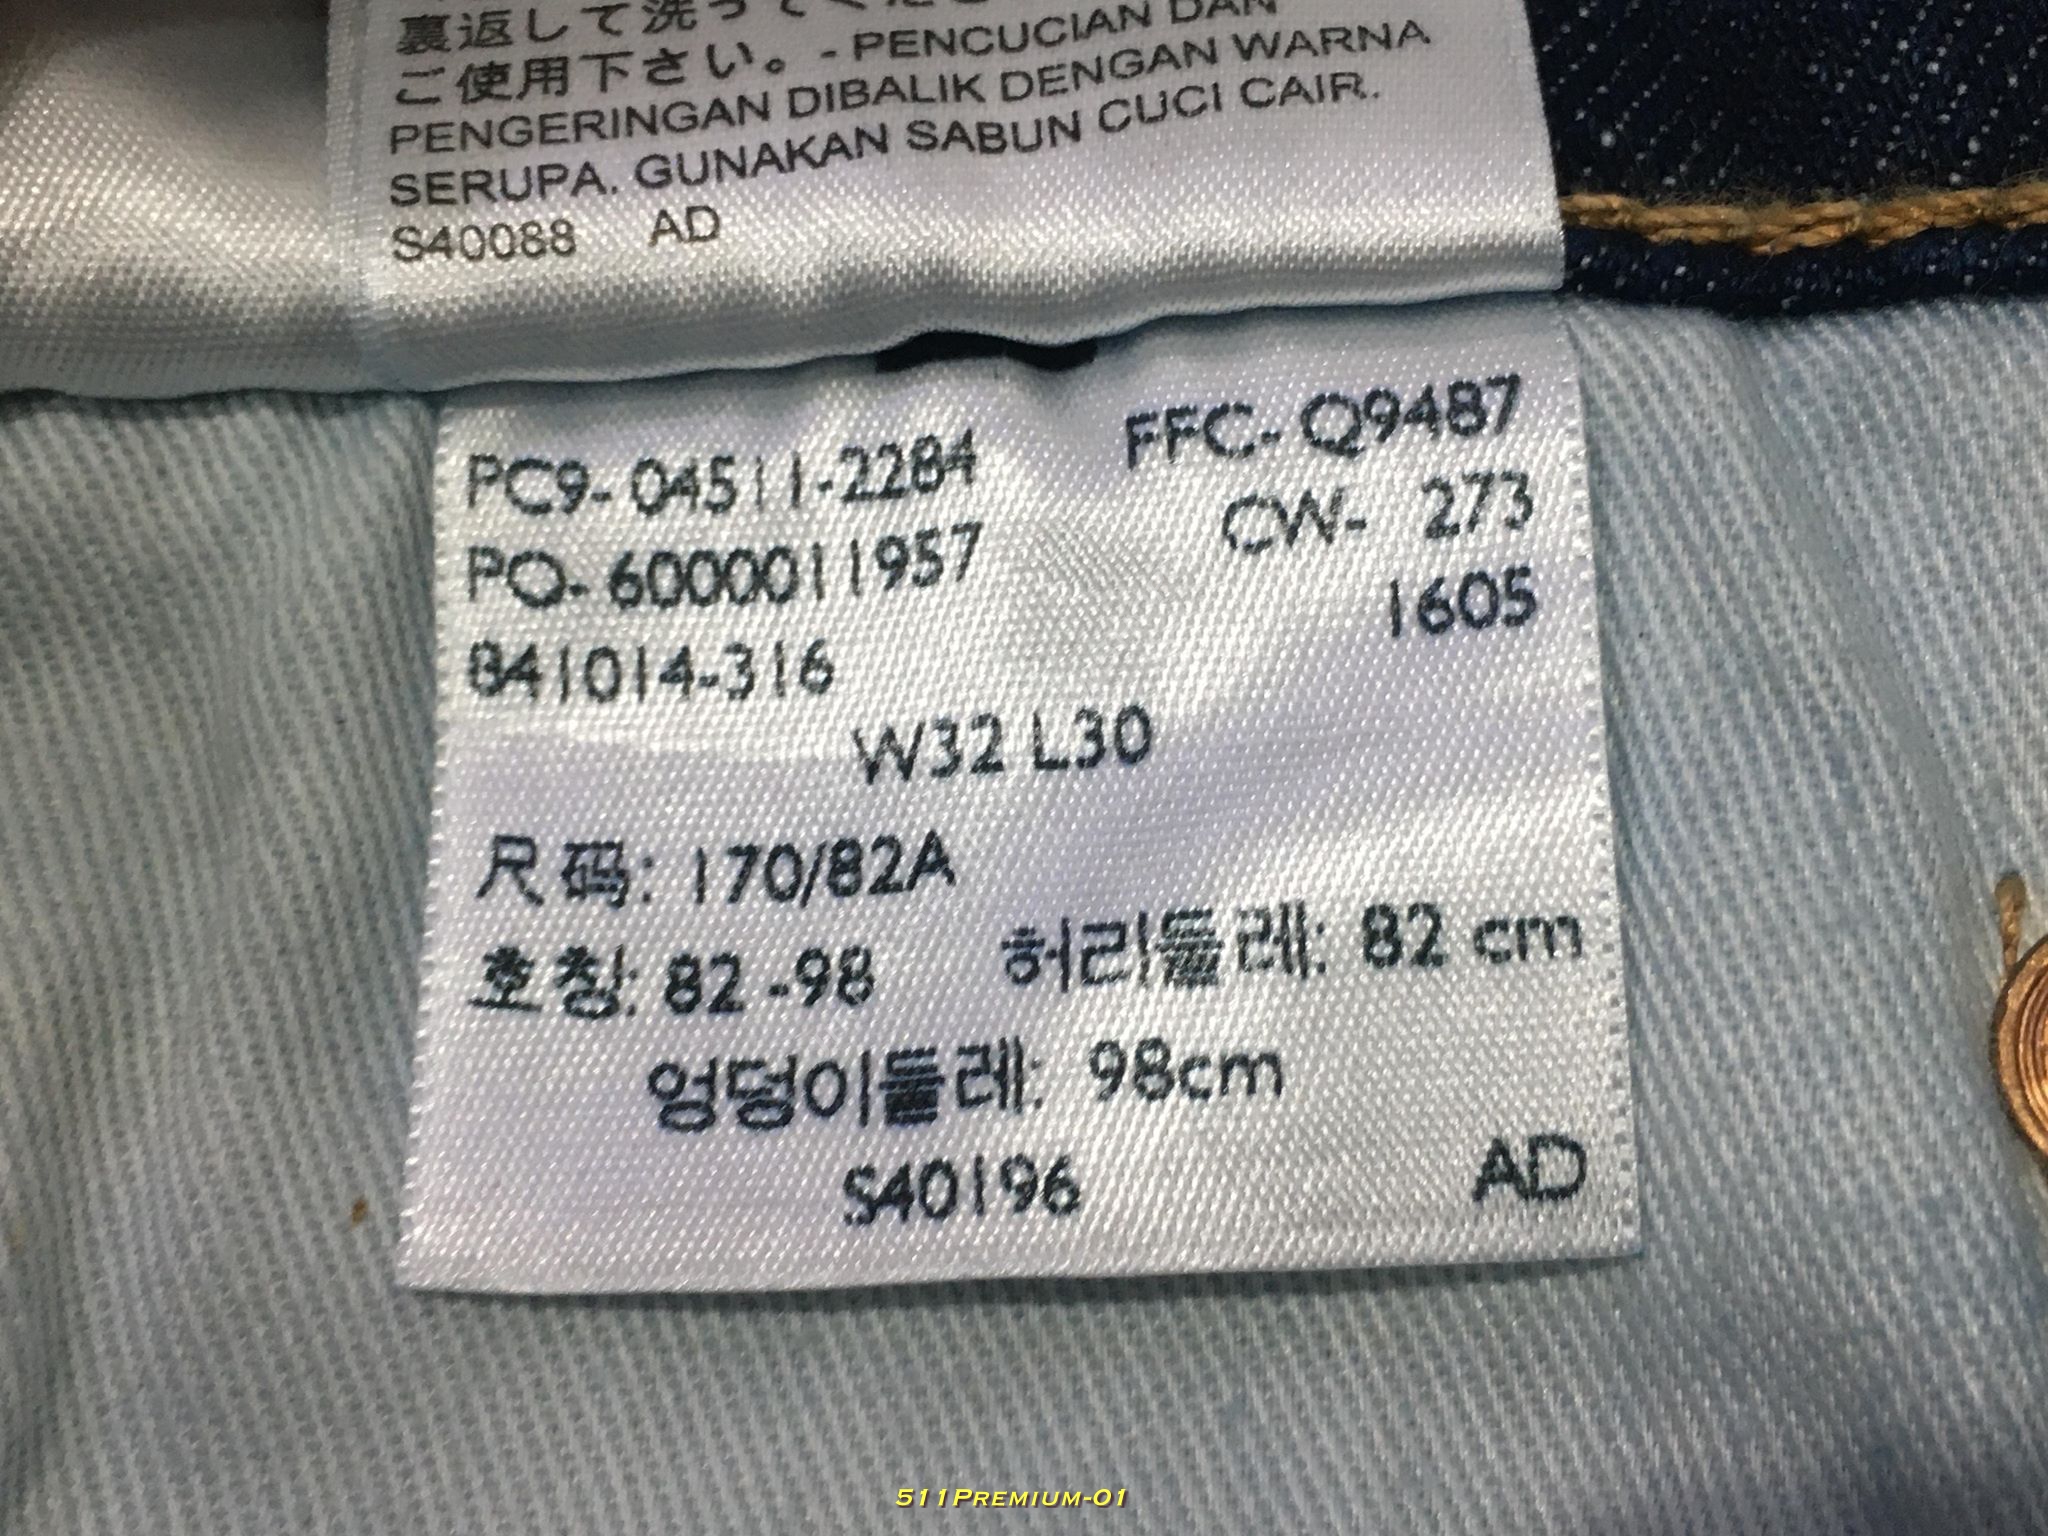 裏返して洗ってくださ
ご使用下さい。- PENCUCIAN DAN
PENGERINGAN DIBALIK DENGAN WARNA
SERUPA. GUNAKAN SABUN CUCI CAIR.
S40088 AD
PC9- 04511-2284 FFC- Q9487
PO- 6000011957 CW- 273
841014-316 1605
W32 L30
尺码: 170/82A
호칭: 82 -98 허리둘레: 82 cm
엉덩이둘레: 98cm
S40196 AD
511Premium-01